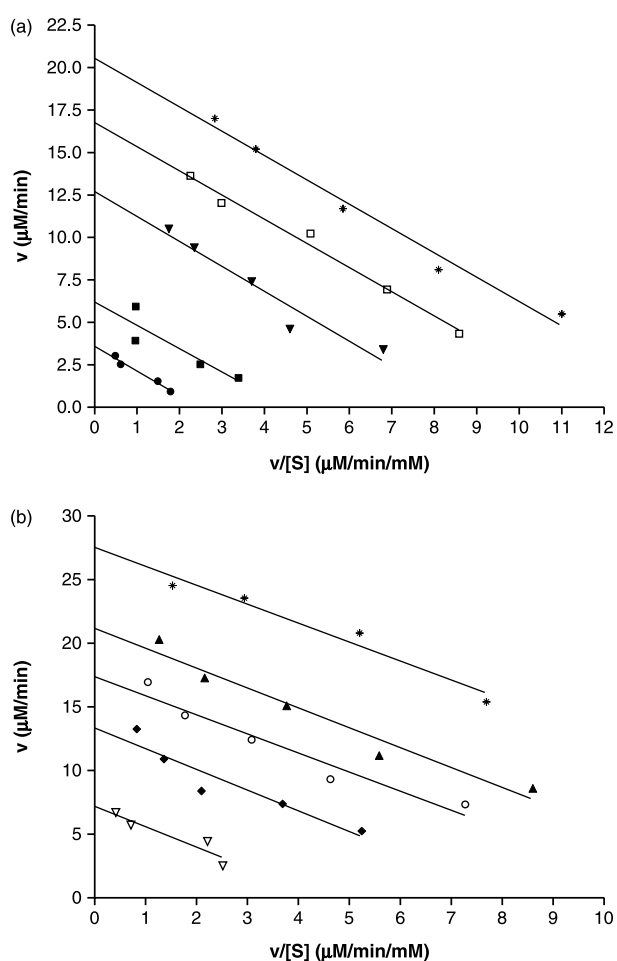 (a)
22.5
20.0
17.5
15.0
12.5
10.0
7.5
5.0
2.5
0.0
v (μM/min)
0 1 2 3 4 5 6 7 8 9 10 11 12
v/[S] (μM/min/mM)
(b)
30
25
20
15
10
5
0
v (μM/min)
0 1 2 3 4 5 6 7 8 9 10
v/[S] (μM/min/mM)